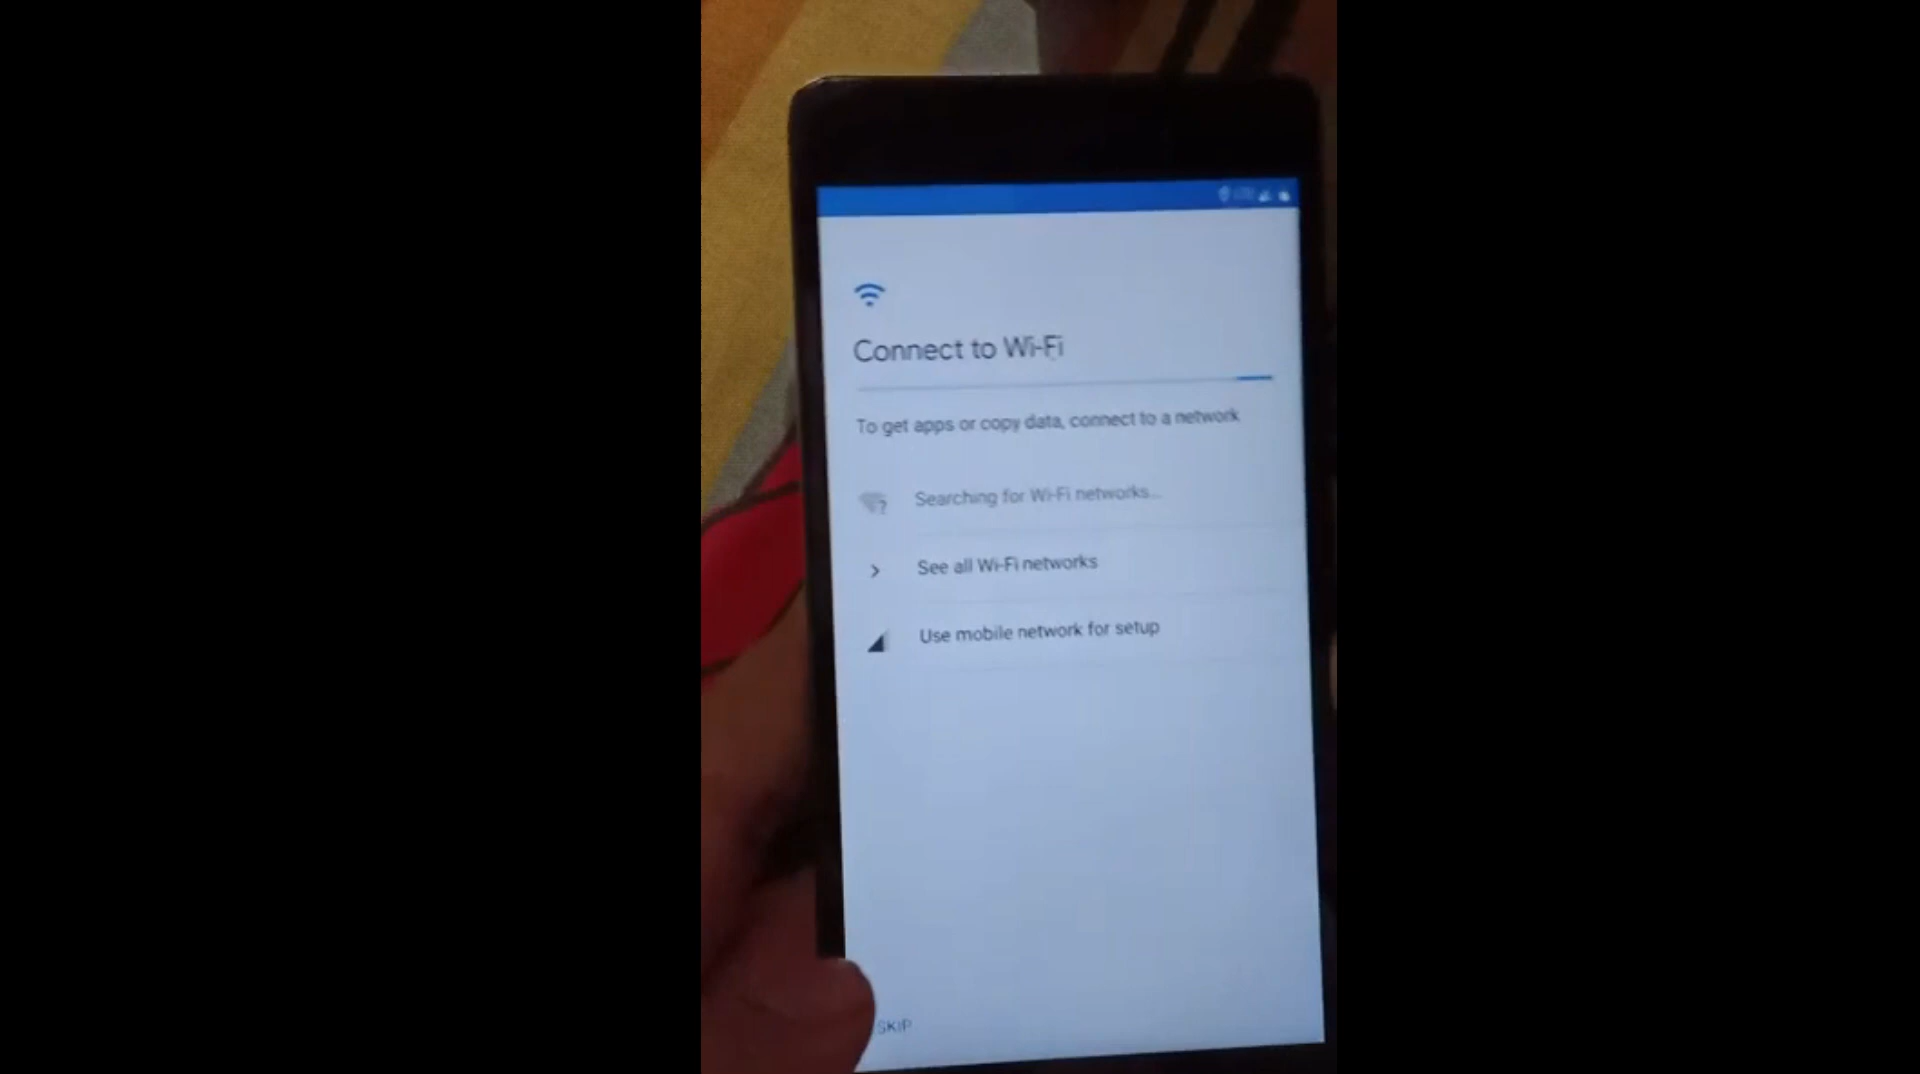 Connect to Wi-Fi
To get apps or copy data, connect to a network
Searching for Wi-Fi networks...
See all Wi-Fi networks
Use mobile network for setup
SKIP